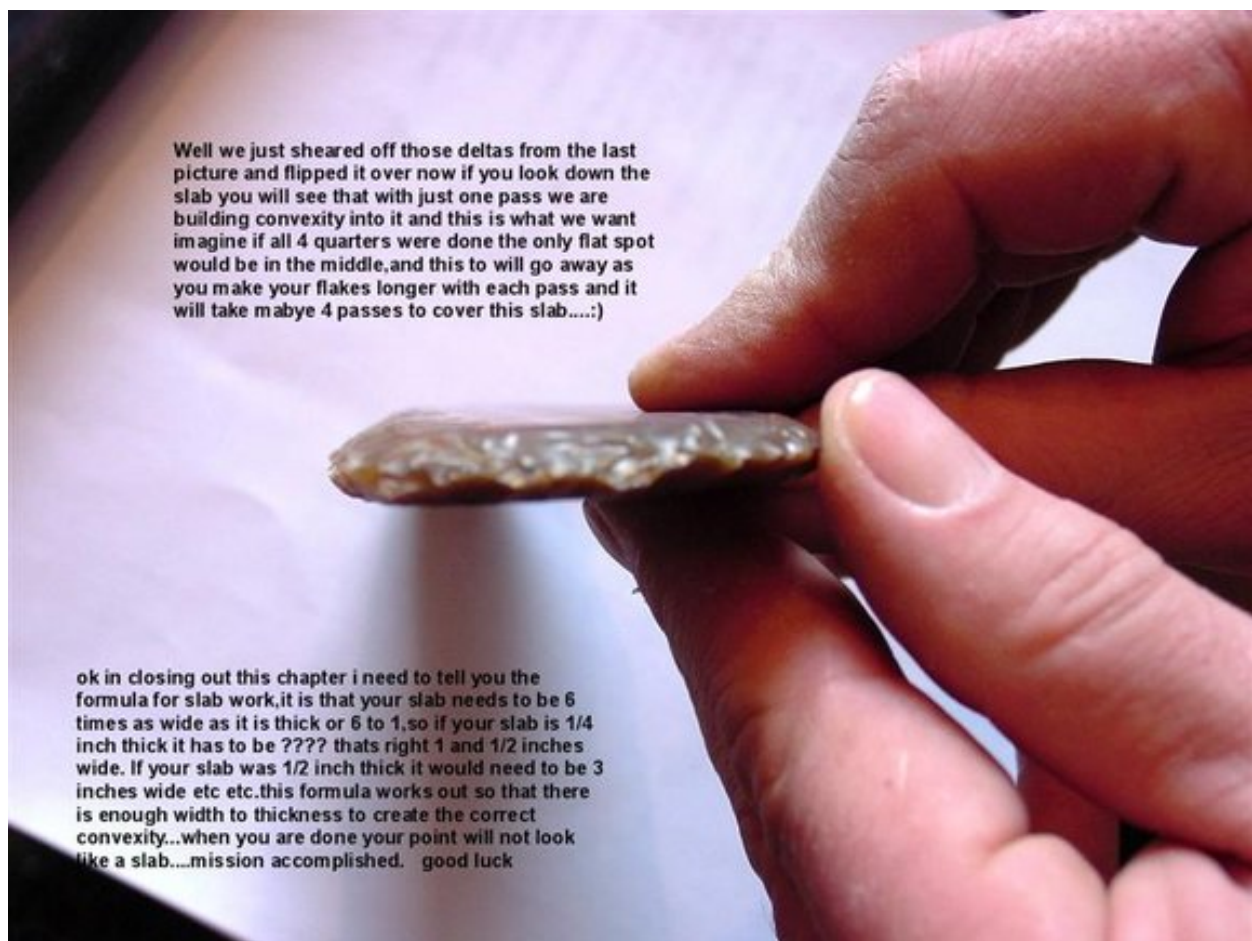 Well we just sheared off those deltas from the last
picture and flipped it over now if you look down the
slab you will see that with just one pass we are
building convexity into it and this is what we want
imagine if all 4 quarters were done the only flat spot
would be in the middle,and this to will go away as
you make your flakes longer with each pass and it
will take mabye 4 passes to cover this slab....:)
ok in closing out this chapter i need to tell you the
formula for slab work,it is that your slab needs to be 6
times as wide as it is thick or 6 to 1,so if your slab is 1/4
inch thick it has to be ???? thats right 1 and 1/2 inches
wide. If your slab was 1/2 inch thick it would need to be 3
inches wide etc etc.this formula works out so that there
is enough width to thickness to create the correct
convexity...when you are done your point will not look
like a slab....mission accomplished.   good luck